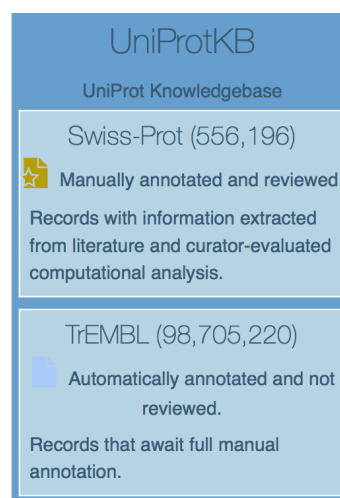 UniProtKB
UniProt Knowledgebase
Swiss-Prot (556,196)
Manually annotated and reviewed
Records with information extracted
from literature and curator-evaluated
computational analysis.
TrEMBL (98,705,220)
Automatically annotated and not
reviewed.
Records that await full manual
annotation.